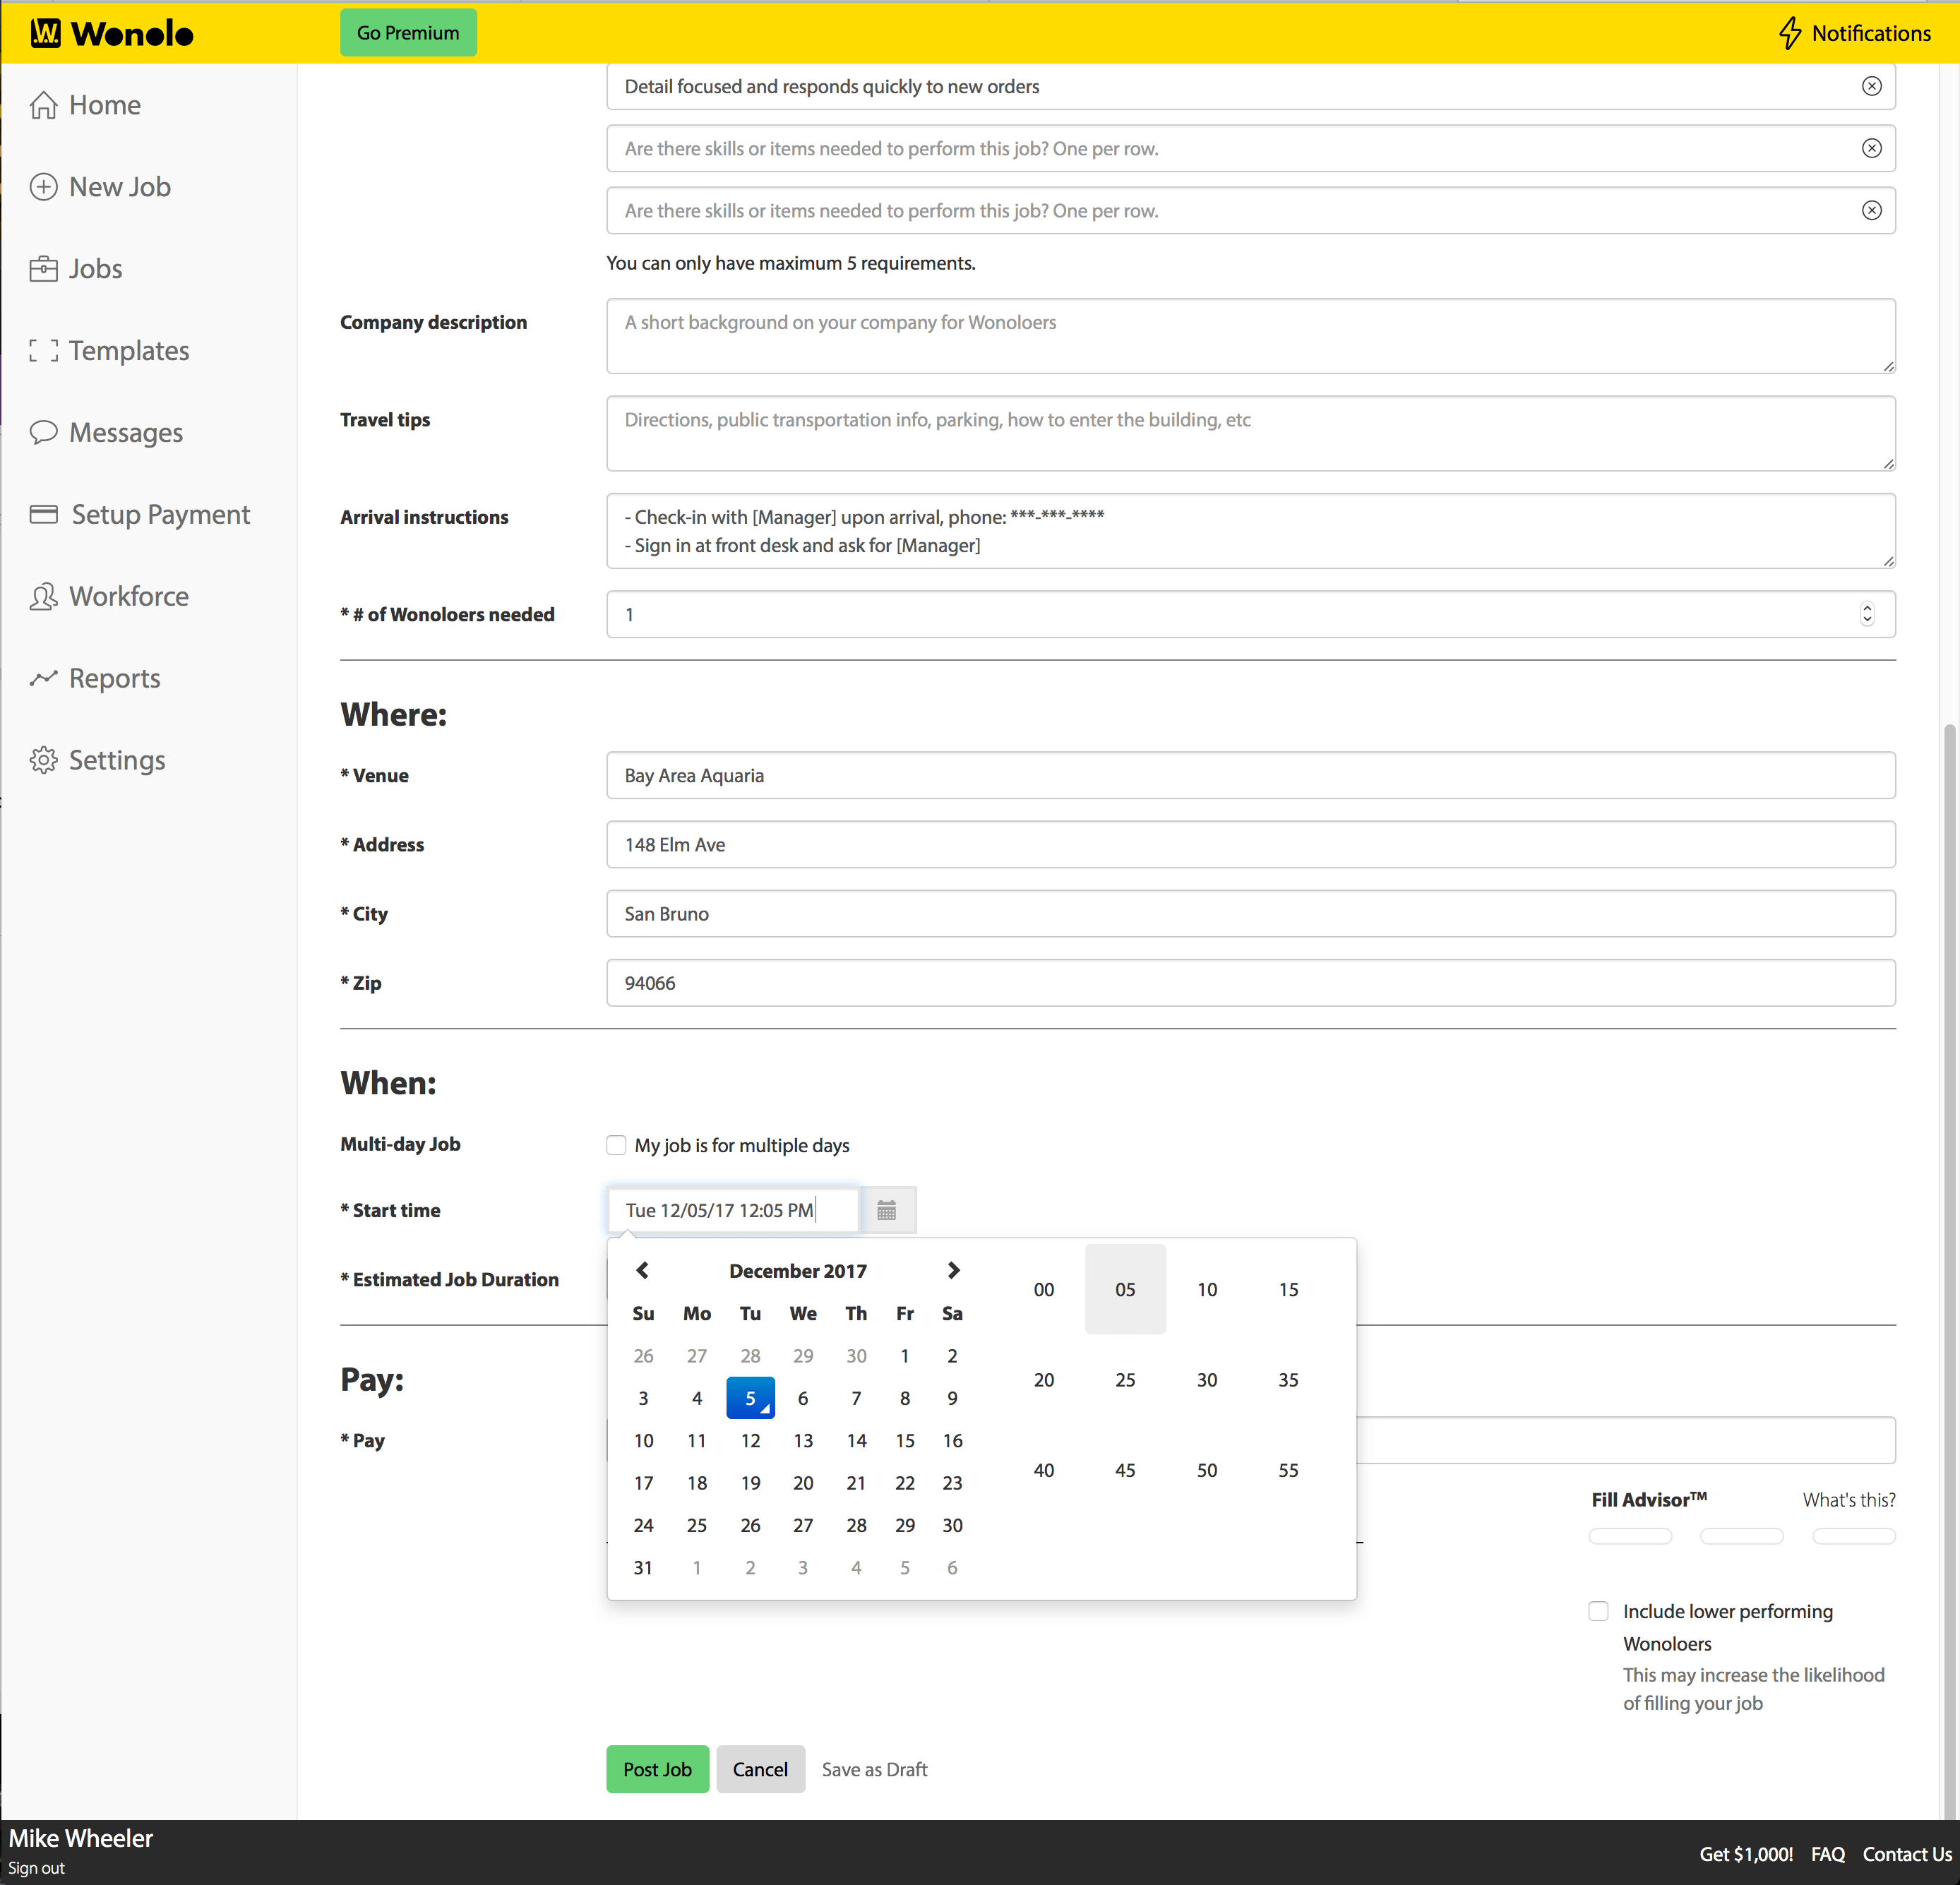 W. Wonolo
Go Premium
Notifications
Home
New Job
Jobs
Templates
Messages
Setup Payment
Workforce
Reports
Settings
Detail focused and responds quickly to new orders
Are there skills or items needed to perform this job? One per row.
Are there skills or items needed to perform this job? One per row.
You can only have maximum 5 requirements.
Company description
A short background on your company for Wonoloers
Travel tips
Directions, public transportation info, parking, how to enter the building, etc
Arrival instructions
- Check-in with [Manager] upon arrival, phone: ***-***-****
- Sign in at front desk and ask for [Manager]
* # of Wonoloers needed
1
Where:
* Venue
Bay Area Aquaria
* Address
148 Elm Ave
* City
San Bruno
* Zip
94066
When:
Multi-day Job
My job is for multiple days
* Start time
Tue 12/05/17 12:05 PM
* Estimated Job Duration
December 2017
Su Mo Tu We Th Fr Sa
26 27 28 29 30 1 2
3 4 5 6 7 8 9
10 11 12 13 14 15 16
17 18 19 20 21 22 23
24 25 26 27 28 29 30
31 1 2 3 4 5 6
00 05 10 15
20 25 30 35
40 45 50 55
Pay:
* Pay
Fill Advisor™
What's this?
Include lower performing
Wonoloers
This may increase the likelihood
of filling your job
Post Job
Cancel
Save as Draft
Mike Wheeler
Sign out
Get $1,000!
FAQ
Contact Us